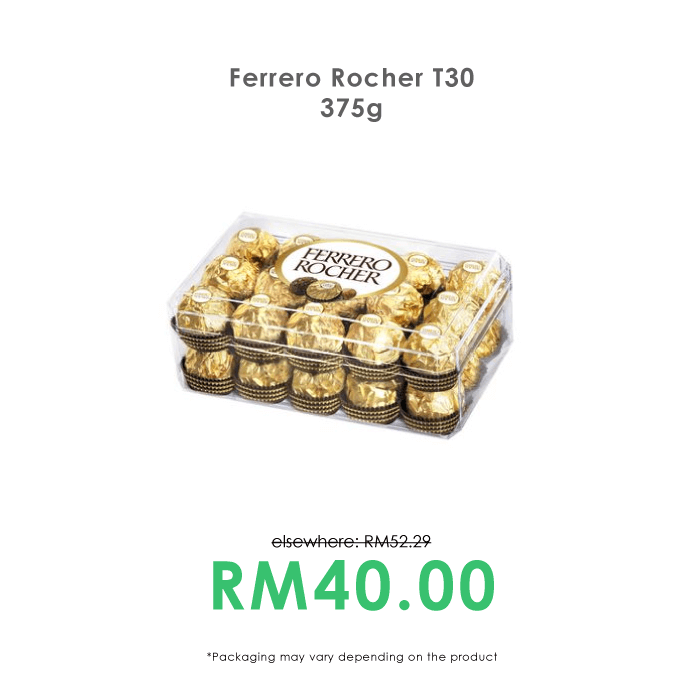 Ferrero Rocher T30
375g
FERRERO
ROCHER
elsewhere: RM52.29
RM40.00
*Packaging may vary depending on the product